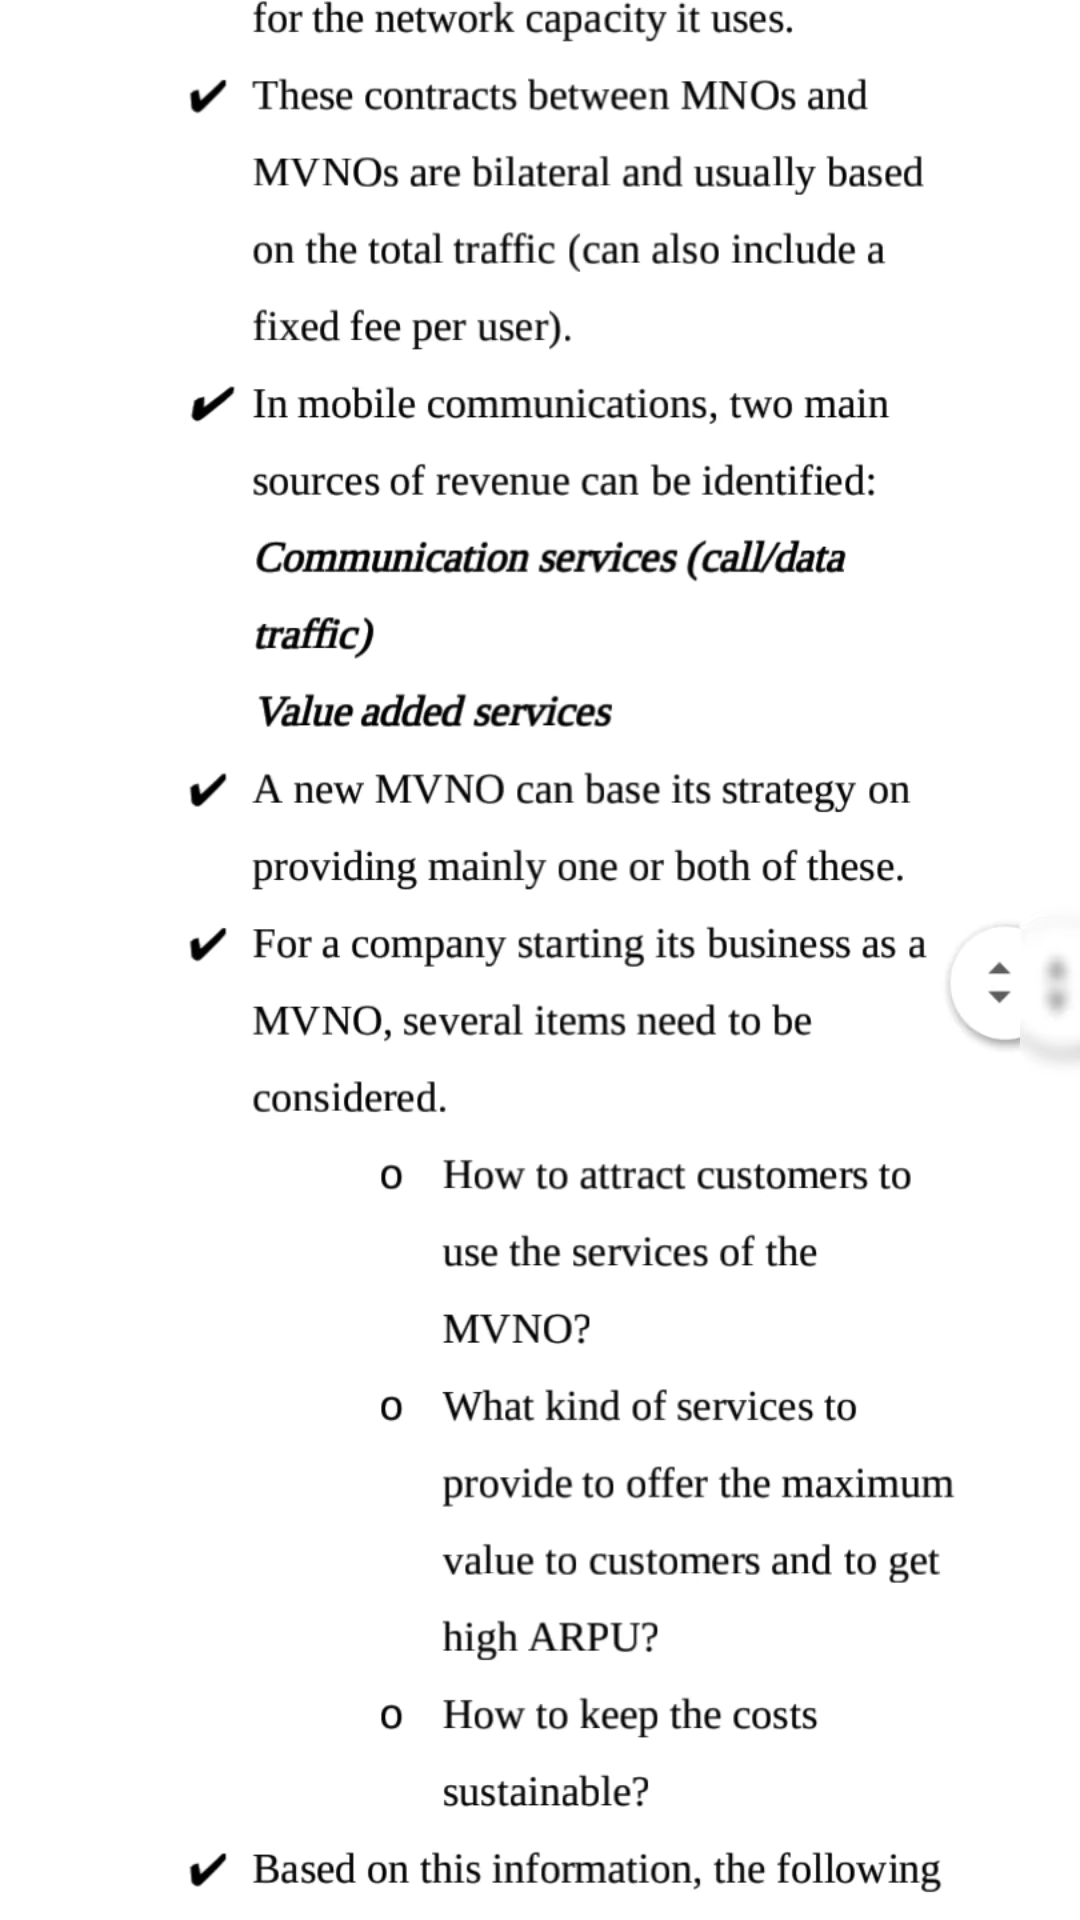 for the network capacity it uses.
✔ These contracts between MNOs and
MVNOs are bilateral and usually based
on the total traffic (can also include a
fixed fee per user).
✔ In mobile communications, two main
sources of revenue can be identified:
Communication services (call/data
traffic)
Value added services
✔ A new MVNO can base its strategy on
providing mainly one or both of these.
✔ For a company starting its business as a
MVNO, several items need to be
considered.
o How to attract customers to
use the services of the
MVNO?
o What kind of services to
provide to offer the maximum
value to customers and to get
high ARPU?
o How to keep the costs
sustainable?
✔ Based on this information, the following